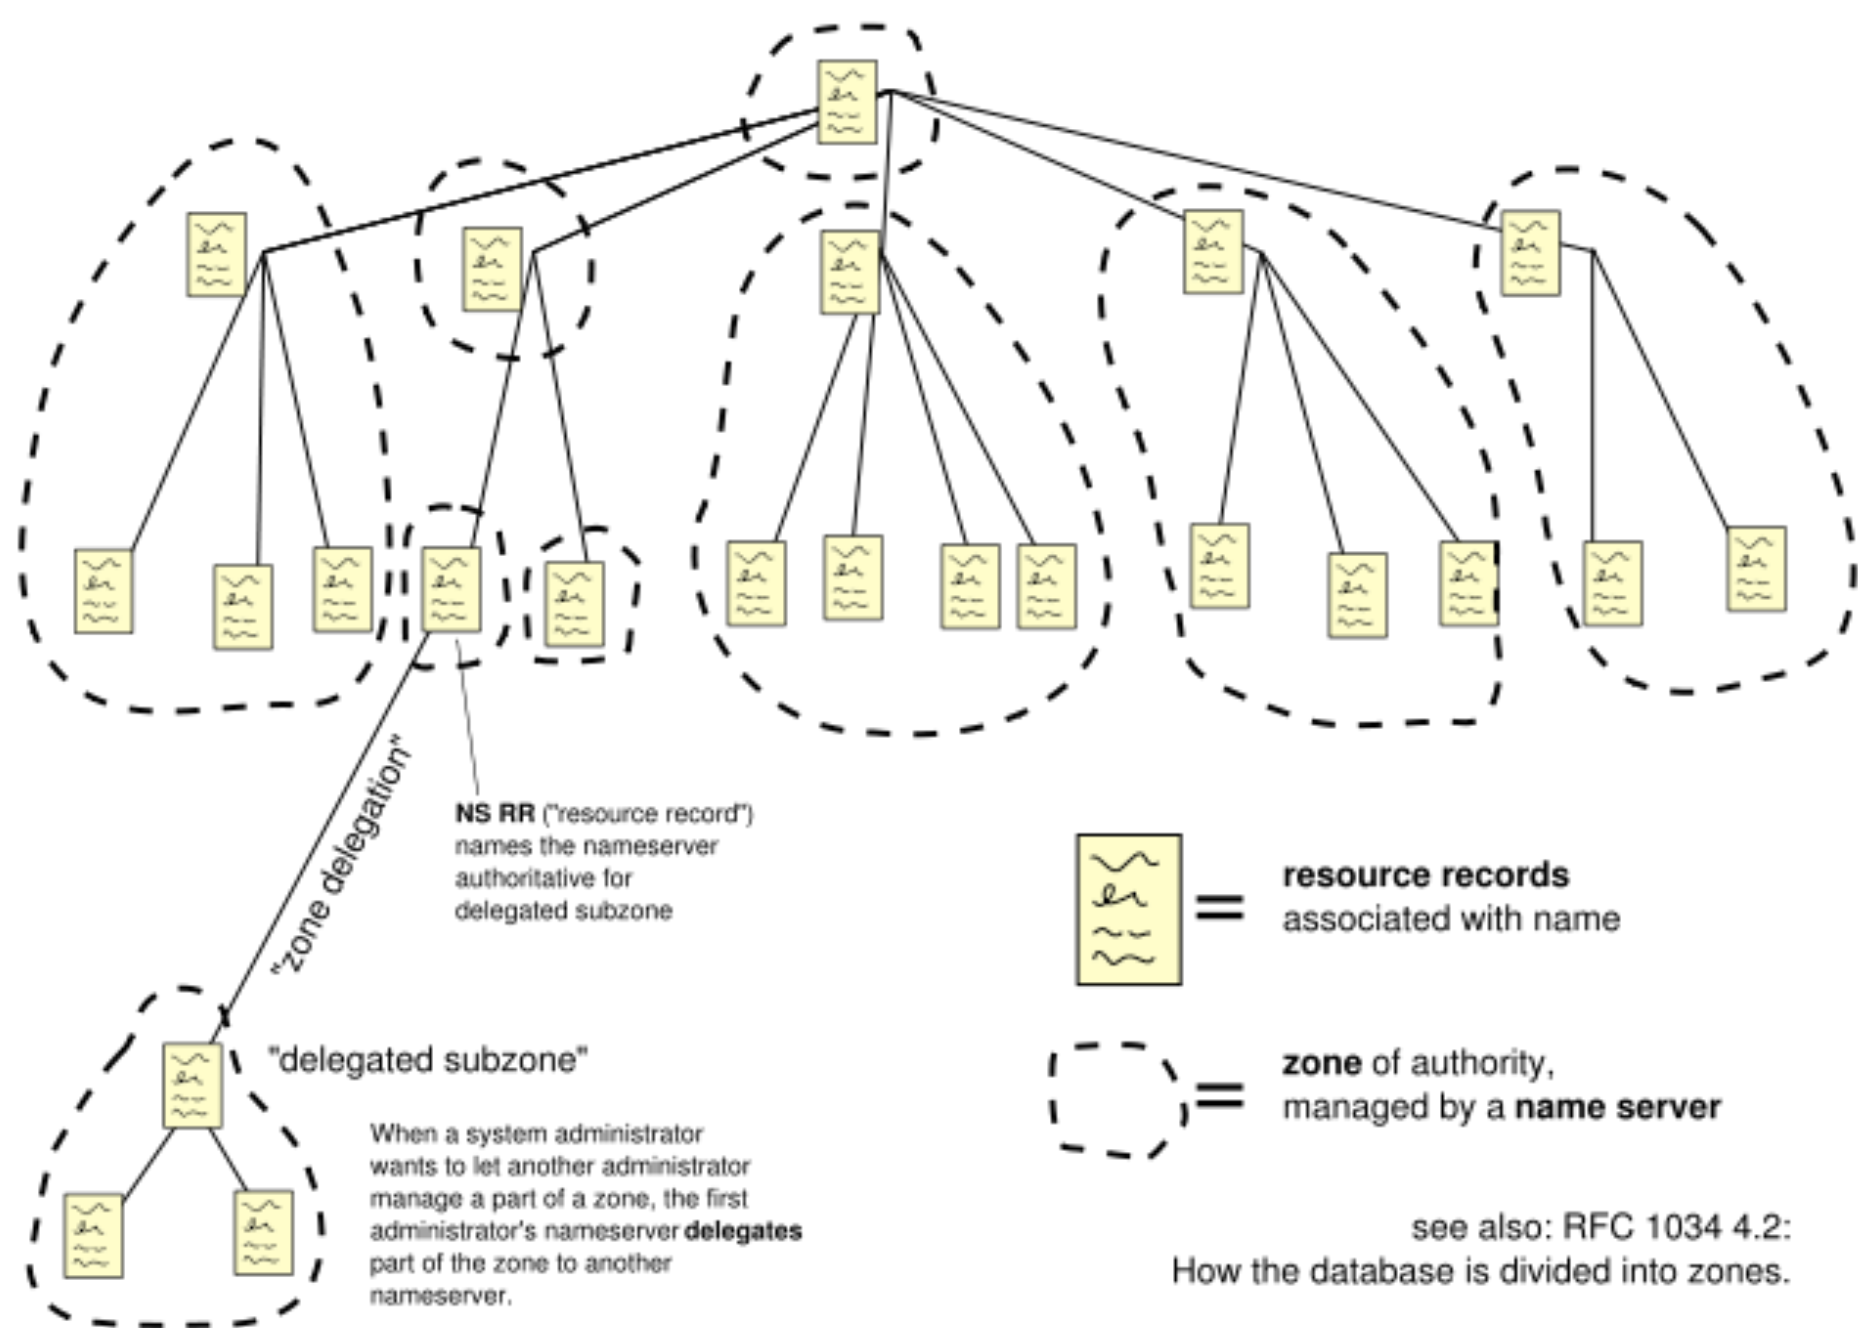 "zone delegation"
NS RR ("resource record")
names the nameserver
authoritative for
delegated subzone
resource records
associated with name
"delegated subzone"
zone of authority,
managed by a name server
When a system administrator
wants to let another administrator
manage a part of a zone, the first
administrator's nameserver delegates
part of the zone to another
nameserver.
see also: RFC 1034 4.2:
How the database is divided into zones.